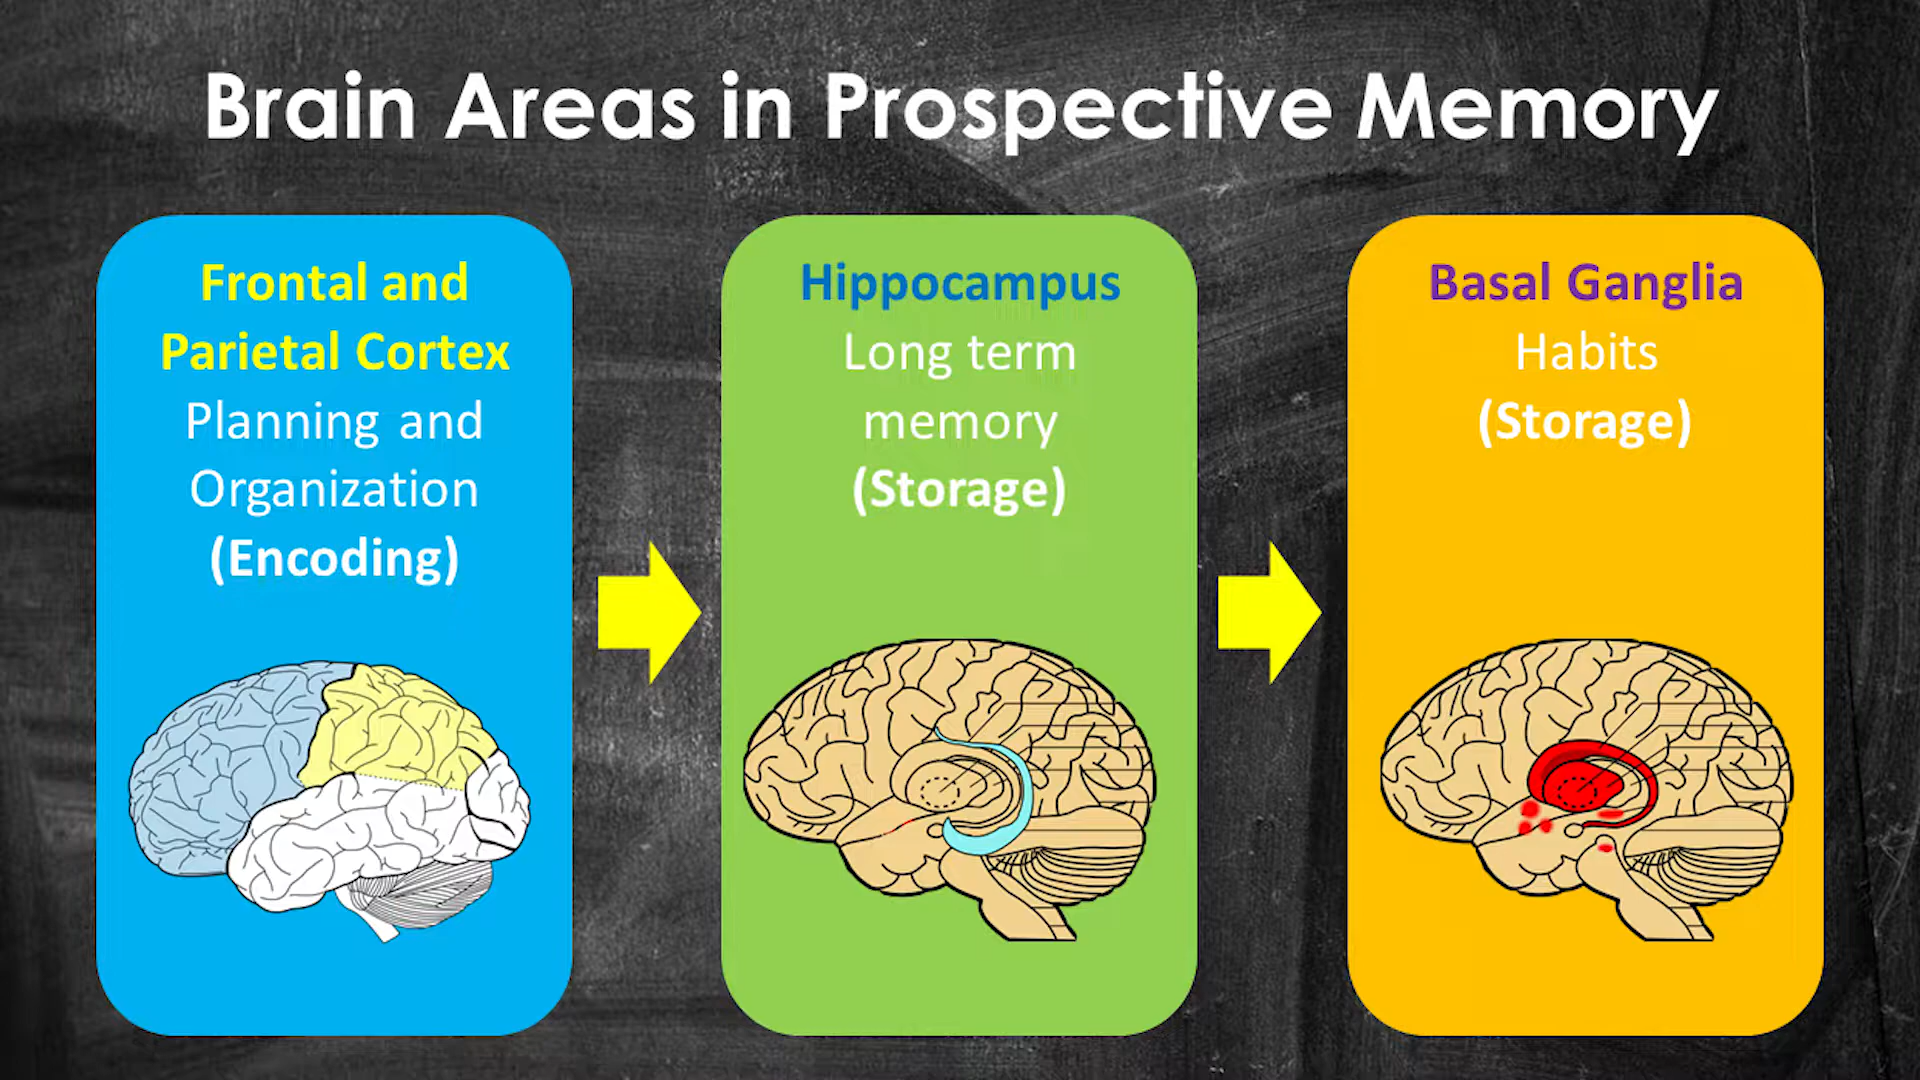 Brain Areas in Prospective Memory
Frontal and
Parietal Cortex
Planning and
Organization
(Encoding)
Hippocampus
Long term
memory
(Storage)
Basal Ganglia
Habits
(Storage)